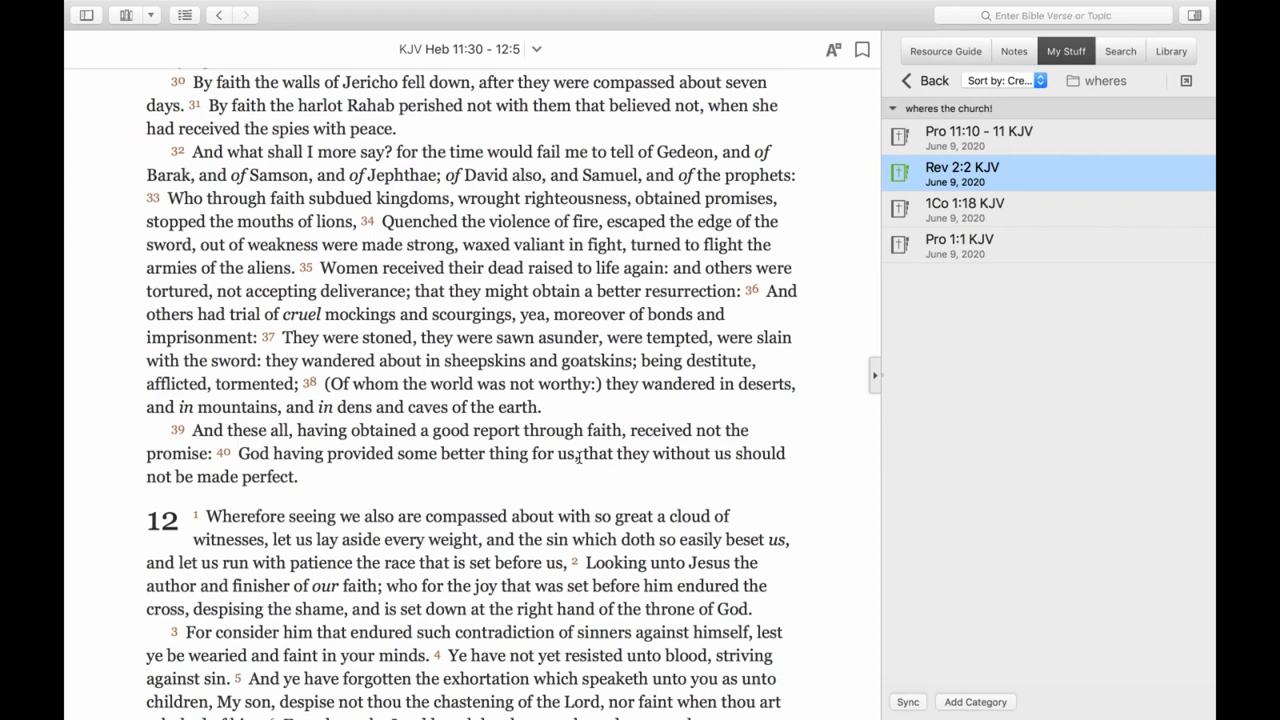 Enter Bible Verse or Topic
KJV Heb 11:30 - 12:5
30 By faith the walls of Jericho fell down, after they were compassed about seven
days. 31 By faith the harlot Rahab perished not with them that believed not, when she
had received the spies with peace.
32 And what shall I more say? for the time would fail me to tell of Gedeon, and of
Barak, and of Samson, and of Jephthae; of David also, and Samuel, and of the prophets:
33 Who through faith subdued kingdoms, wrought righteousness, obtained promises,
stopped the mouths of lions, 34 Quenched the violence of fire, escaped the edge of the
sword, out of weakness were made strong, waxed valiant in fight, turned to flight the
armies of the aliens. 35 Women received their dead raised to life again: and others were
tortured, not accepting deliverance; that they might obtain a better resurrection: 36 And
others had trial of cruel mockings and scourgings, yea, moreover of bonds and
imprisonment: 37 They were stoned, they were sawn asunder, were tempted, were slain
with the sword: they wandered about in sheepskins and goatskins; being destitute,
afflicted, tormented; 38 (Of whom the world was not worthy:) they wandered in deserts,
and in mountains, and in dens and caves of the earth.
39 And these all, having obtained a good report through faith, received not the
promise: 40 God having provided some better thing for us, that they without us should
not be made perfect.
12 1 Wherefore seeing we also are compassed about with so great a cloud of
witnesses, let us lay aside every weight, and the sin which doth so easily beset us,
and let us run with patience the race that is set before us, 2 Looking unto Jesus the
author and finisher of our faith; who for the joy that was set before him endured the
cross, despising the shame, and is set down at the right hand of the throne of God.
3 For consider him that endured such contradiction of sinners against himself, lest
ye be wearied and faint in your minds. 4 Ye have not yet resisted unto blood, striving
against sin. 5 And ye have forgotten the exhortation which speaketh unto you as unto
children, My son, despise not thou the chastening of the Lord, nor faint when thou art
Resource Guide Notes My Stuff Search Library
Back Sort by: Cre... wheres
wheres the church!
Pro 11:10 - 11 KJV
June 9, 2020
Rev 2:2 KJV
June 9, 2020
1Co 1:18 KJV
June 9, 2020
Pro 1:1 KJV
June 9, 2020
Sync Add Category